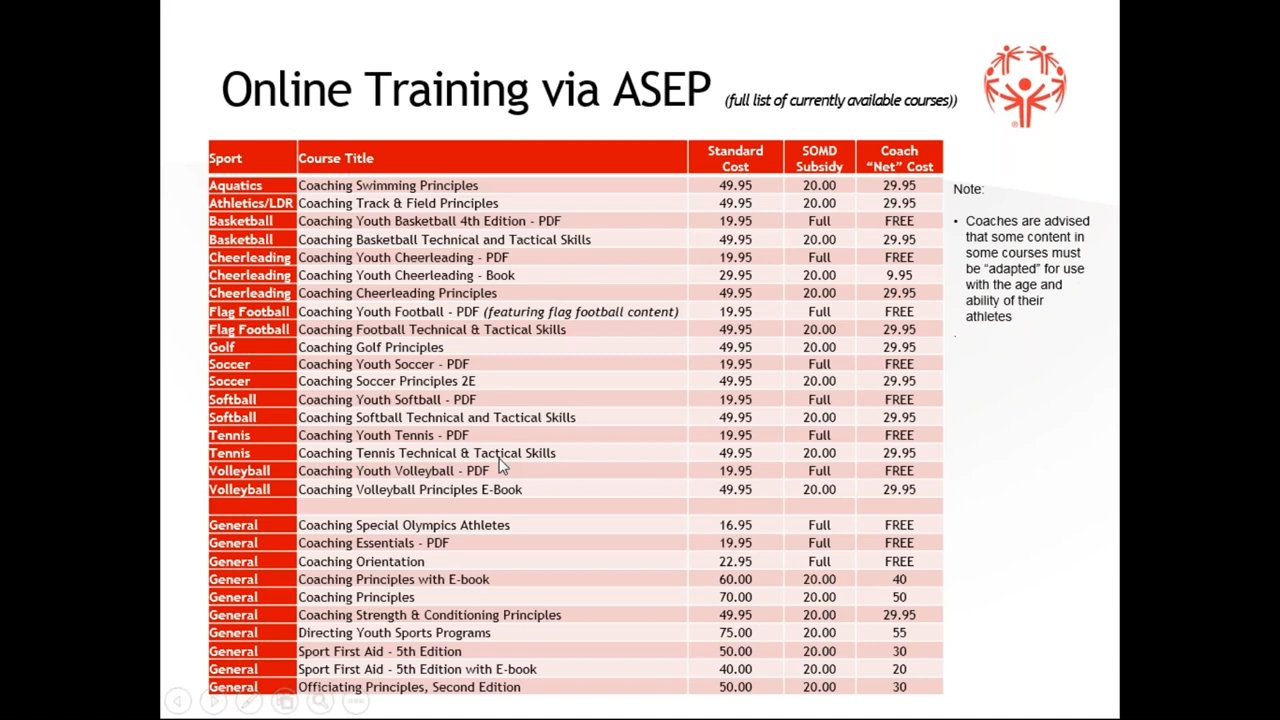 Online Training via ASEP (full list of currently available courses))
Sport Course Title Standard Cost SOMD Subsidy Coach “Net” Cost
Aquatics Coaching Swimming Principles 49.95 20.00 29.95
Athletics/LDR Coaching Track & Field Principles 49.95 20.00 29.95
Basketball Coaching Youth Basketball 4th Edition - PDF 19.95 Full FREE
Basketball Coaching Basketball Technical and Tactical Skills 49.95 20.00 29.95
Cheerleading Coaching Youth Cheerleading - PDF 19.95 Full FREE
Cheerleading Coaching Youth Cheerleading - Book 29.95 20.00 9.95
Cheerleading Coaching Cheerleading Principles 49.95 20.00 29.95
Flag Football Coaching Youth Football - PDF (featuring flag football content) 19.95 Full FREE
Flag Football Coaching Football Technical & Tactical Skills 49.95 20.00 29.95
Golf Coaching Golf Principles 49.95 20.00 29.95
Soccer Coaching Youth Soccer - PDF 19.95 Full FREE
Soccer Coaching Soccer Principles 2E 49.95 20.00 29.95
Softball Coaching Youth Softball - PDF 19.95 Full FREE
Softball Coaching Softball Technical and Tactical Skills 49.95 20.00 29.95
Tennis Coaching Youth Tennis - PDF 19.95 Full FREE
Tennis Coaching Tennis Technical & Tactical Skills 49.95 20.00 29.95
Volleyball Coaching Youth Volleyball - PDF 19.95 Full FREE
Volleyball Coaching Volleyball Principles E-Book 49.95 20.00 29.95
General Coaching Special Olympics Athletes 16.95 Full FREE
General Coaching Essentials - PDF 19.95 Full FREE
General Coaching Orientation 22.95 Full FREE
General Coaching Principles with E-book 60.00 20.00 40
General Coaching Principles 70.00 20.00 50
General Coaching Strength & Conditioning Principles 49.95 20.00 29.95
General Directing Youth Sports Programs 75.00 20.00 55
General Sport First Aid - 5th Edition 50.00 20.00 30
General Sport First Aid - 5th Edition with E-book 40.00 20.00 20
General Officiating Principles, Second Edition 50.00 20.00 30
Note:
• Coaches are advised
that some content in
some courses must
be “adapted” for use
with the age and
ability of their
athletes
.